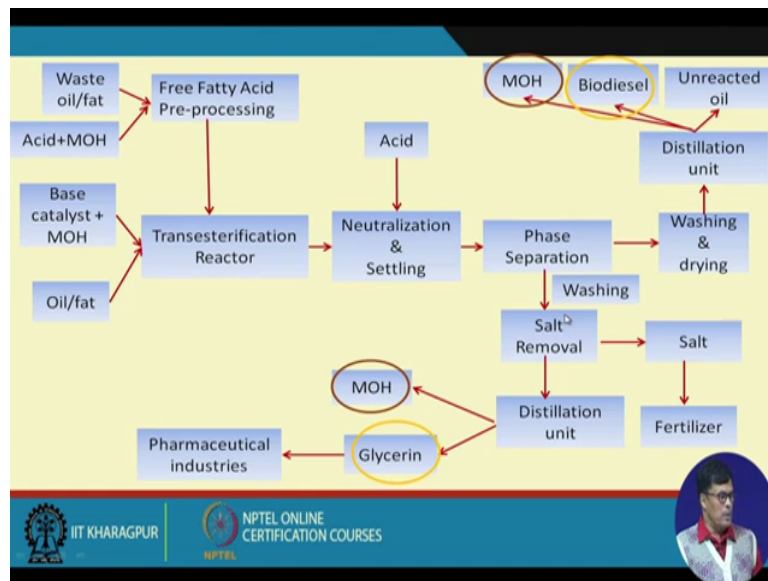 Waste
oil/fat
Free Fatty Acid
Pre-processing
MOH
Biodiesel
Unreacted
oil
Acid+MOH
Acid
Distillation
unit
Base
catalyst +
MOH
Transesterification
Reactor
Neutralization
&
Settling
Phase
Separation
Washing
&
drying
Oil/fat
Washing
Salt
Removal
Salt
MOH
Distillation
unit
Fertilizer
Pharmaceutical
industries
Glycerin
IIT KHARAGPUR
NPTEL
NPTEL ONLINE
CERTIFICATION COURSES